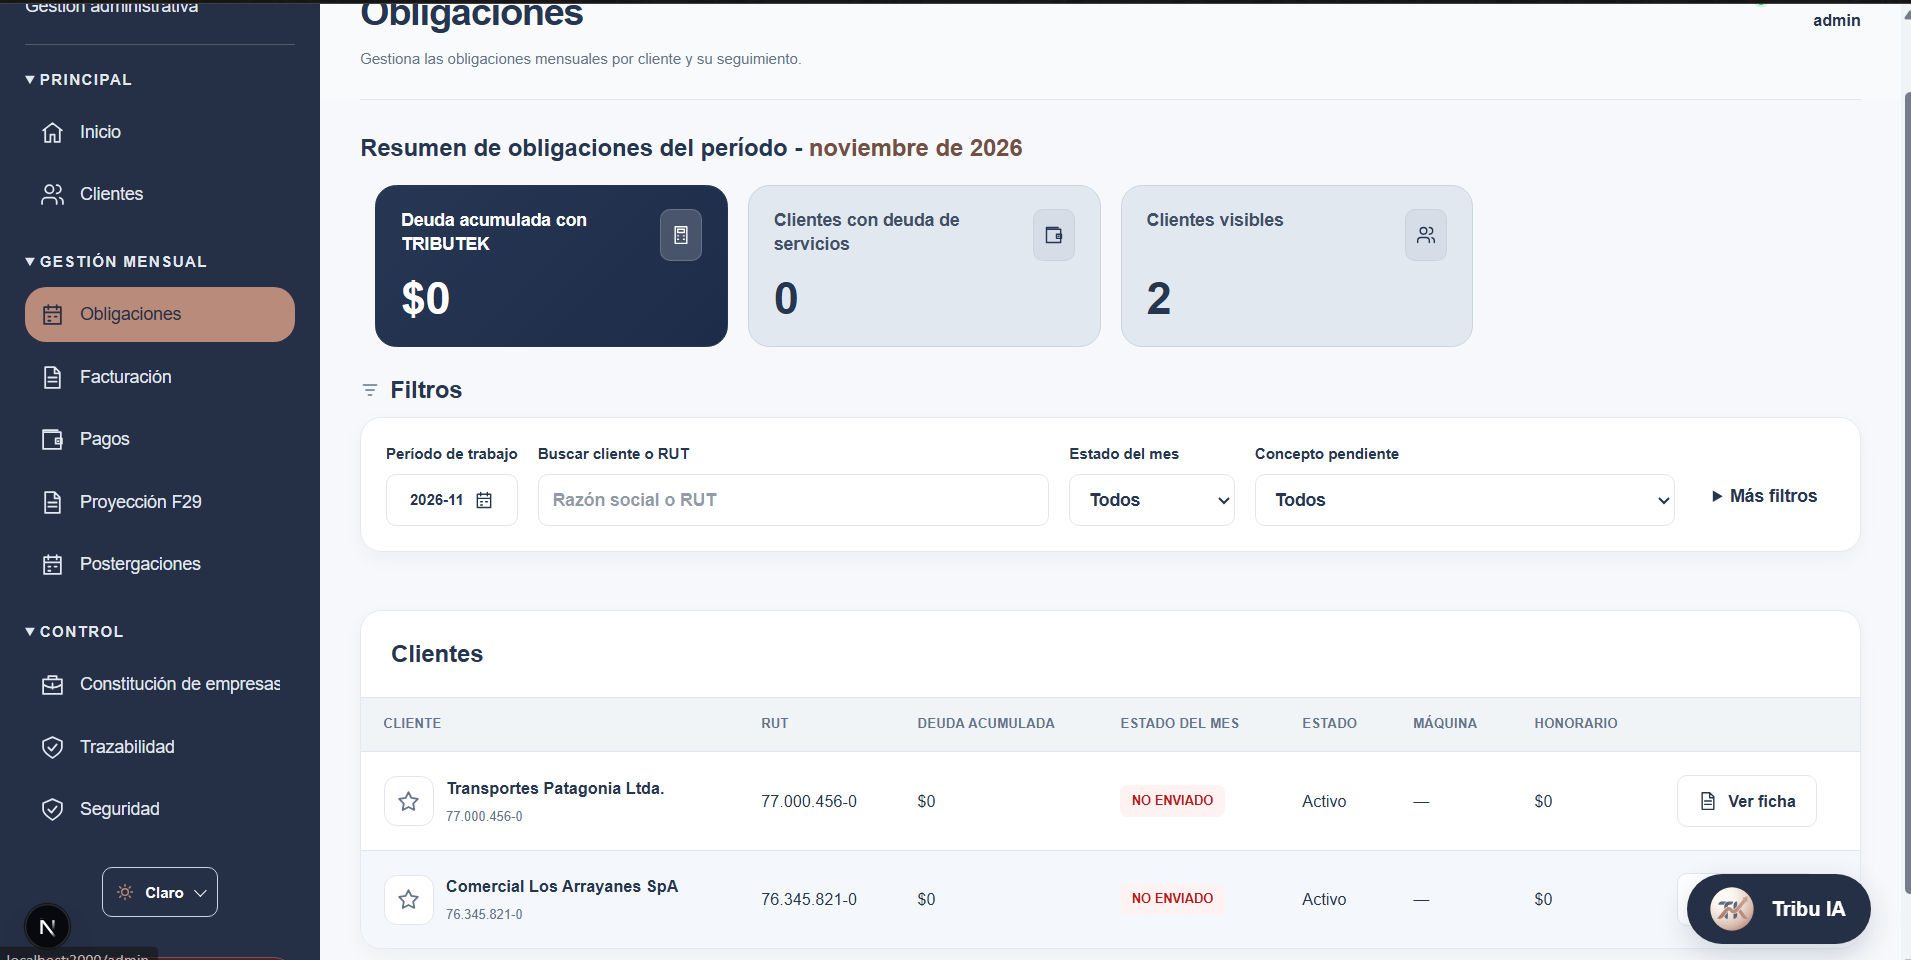 Gestión administrativa
▼ PRINCIPAL
Inicio
Clientes
▼ GESTIÓN MENSUAL
Obligaciones
Facturación
Pagos
Proyección F29
Postergaciones
▼ CONTROL
Constitución de empresas
Trazabilidad
Seguridad
Claro
N
localhost:3000/admin
Obligaciones
admin
Gestiona las obligaciones mensuales por cliente y su seguimiento.
Resumen de obligaciones del período - noviembre de 2026
Deuda acumulada con
TRIBUTEK
$0
Clientes con deuda de
servicios
0
Clientes visibles
2
Filtros
Período de trabajo
2026-11
Buscar cliente o RUT
Razón social o RUT
Estado del mes
Todos
Concepto pendiente
Todos
▶ Más filtros
Clientes
CLIENTE RUT DEUDA ACUMULADA ESTADO DEL MES ESTADO MÁQUINA HONORARIO
Transportes Patagonia Ltda.
77.000.456-0
77.000.456-0 $0 NO ENVIADO Activo — $0 Ver ficha
Comercial Los Arrayanes SpA
76.345.821-0
76.345.821-0 $0 NO ENVIADO Activo — $0
TK Tribu IA